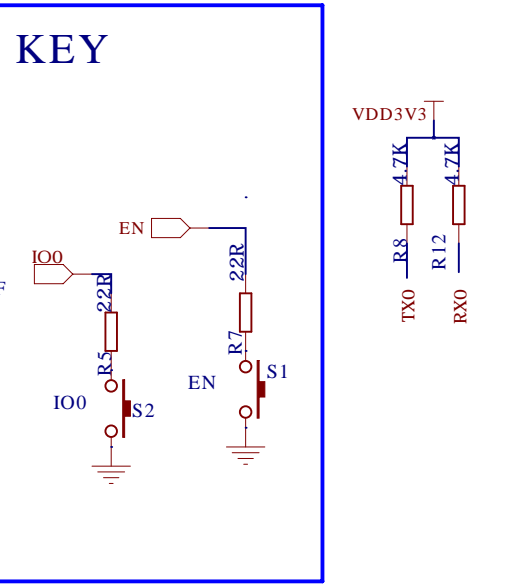 KEY
VDD3V3
4.7K
4.7K
EN
IO0
22R
22R
R8
R12
TX0
RX0
R5
R7
S1
EN
IO0
S2